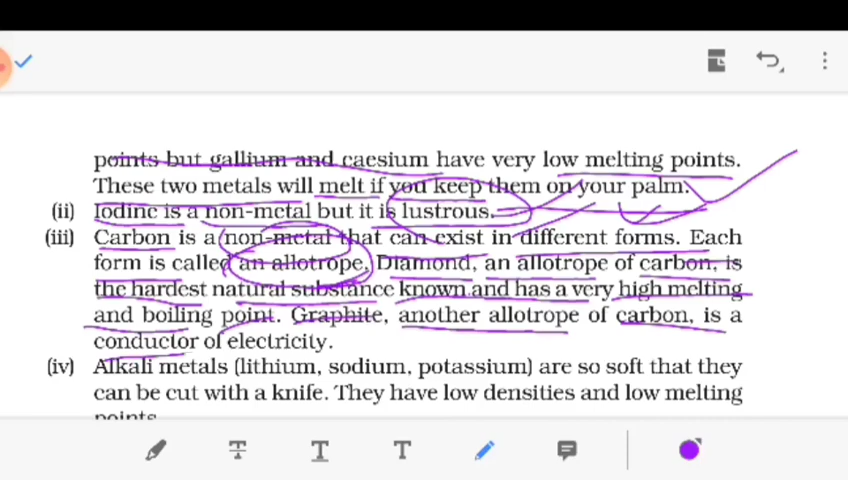 points but gallium and caesium have very low melting points.
These two metals will melt if you keep them on your palm.
(ii) Iodine is a non-metal but it is lustrous.
(iii) Carbon is a non-metal that can exist in different forms. Each
form is called an allotrope. Diamond, an allotrope of carbon, is
the hardest natural substance known and has a very high melting
and boiling point. Graphite, another allotrope of carbon, is a
conductor of electricity.
(iv) Alkali metals (lithium, sodium, potassium) are so soft that they
can be cut with a knife. They have low densities and low melting
points.
T T T